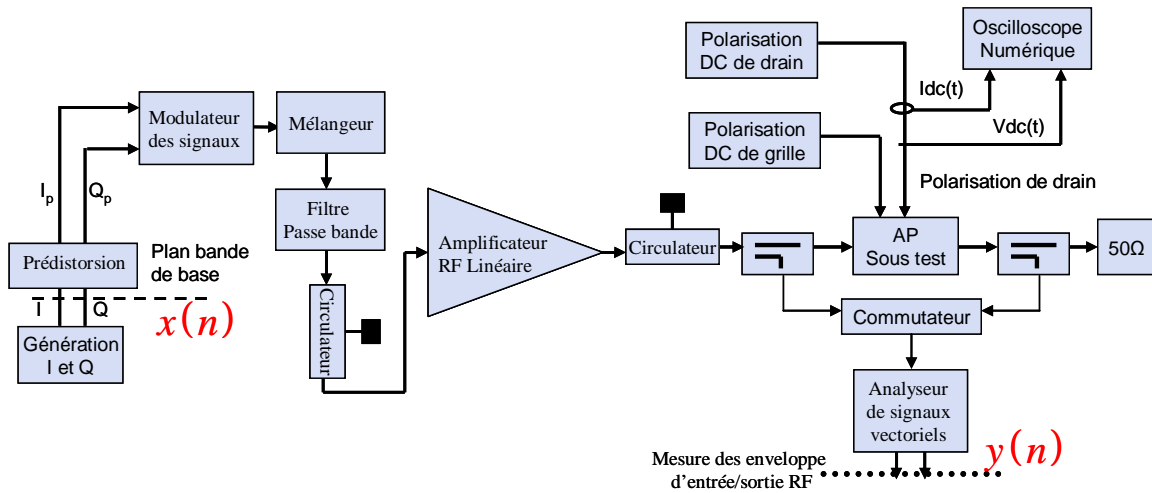 Polarisation
DC de drain
Oscilloscope
Numérique
Idc(t)
Modulateur
des signaux
Mélangeur
Polarisation
DC de grille
Vdc(t)
Polarisation de drain
Ip
Qp
Filtre
Passe bande
Amplificateur
RF Linéaire
Circulateur
AP
Sous test
50Ω
Prédistorsion
Plan bande
de base
I
Q
x(n)
Circulateur
Commutateur
Génération
I et Q
Analyseur
de signaux
vectoriels
Mesure des enveloppe
d'entrée/sortie RF
y(n)